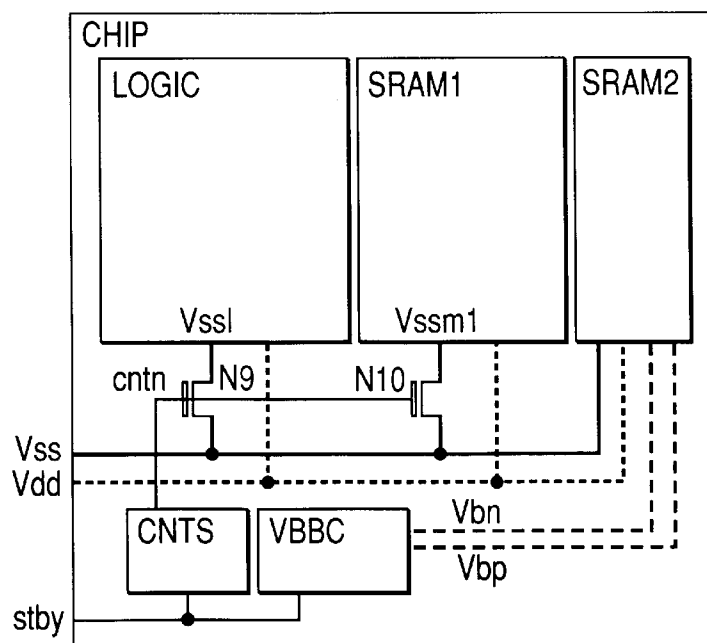 CHIP
LOGIC
SRAM1
SRAM2
Vssl
Vssm1
cntn
N9
N10
Vss
Vdd
CNTS
VBBC
Vbn
Vbp
stby